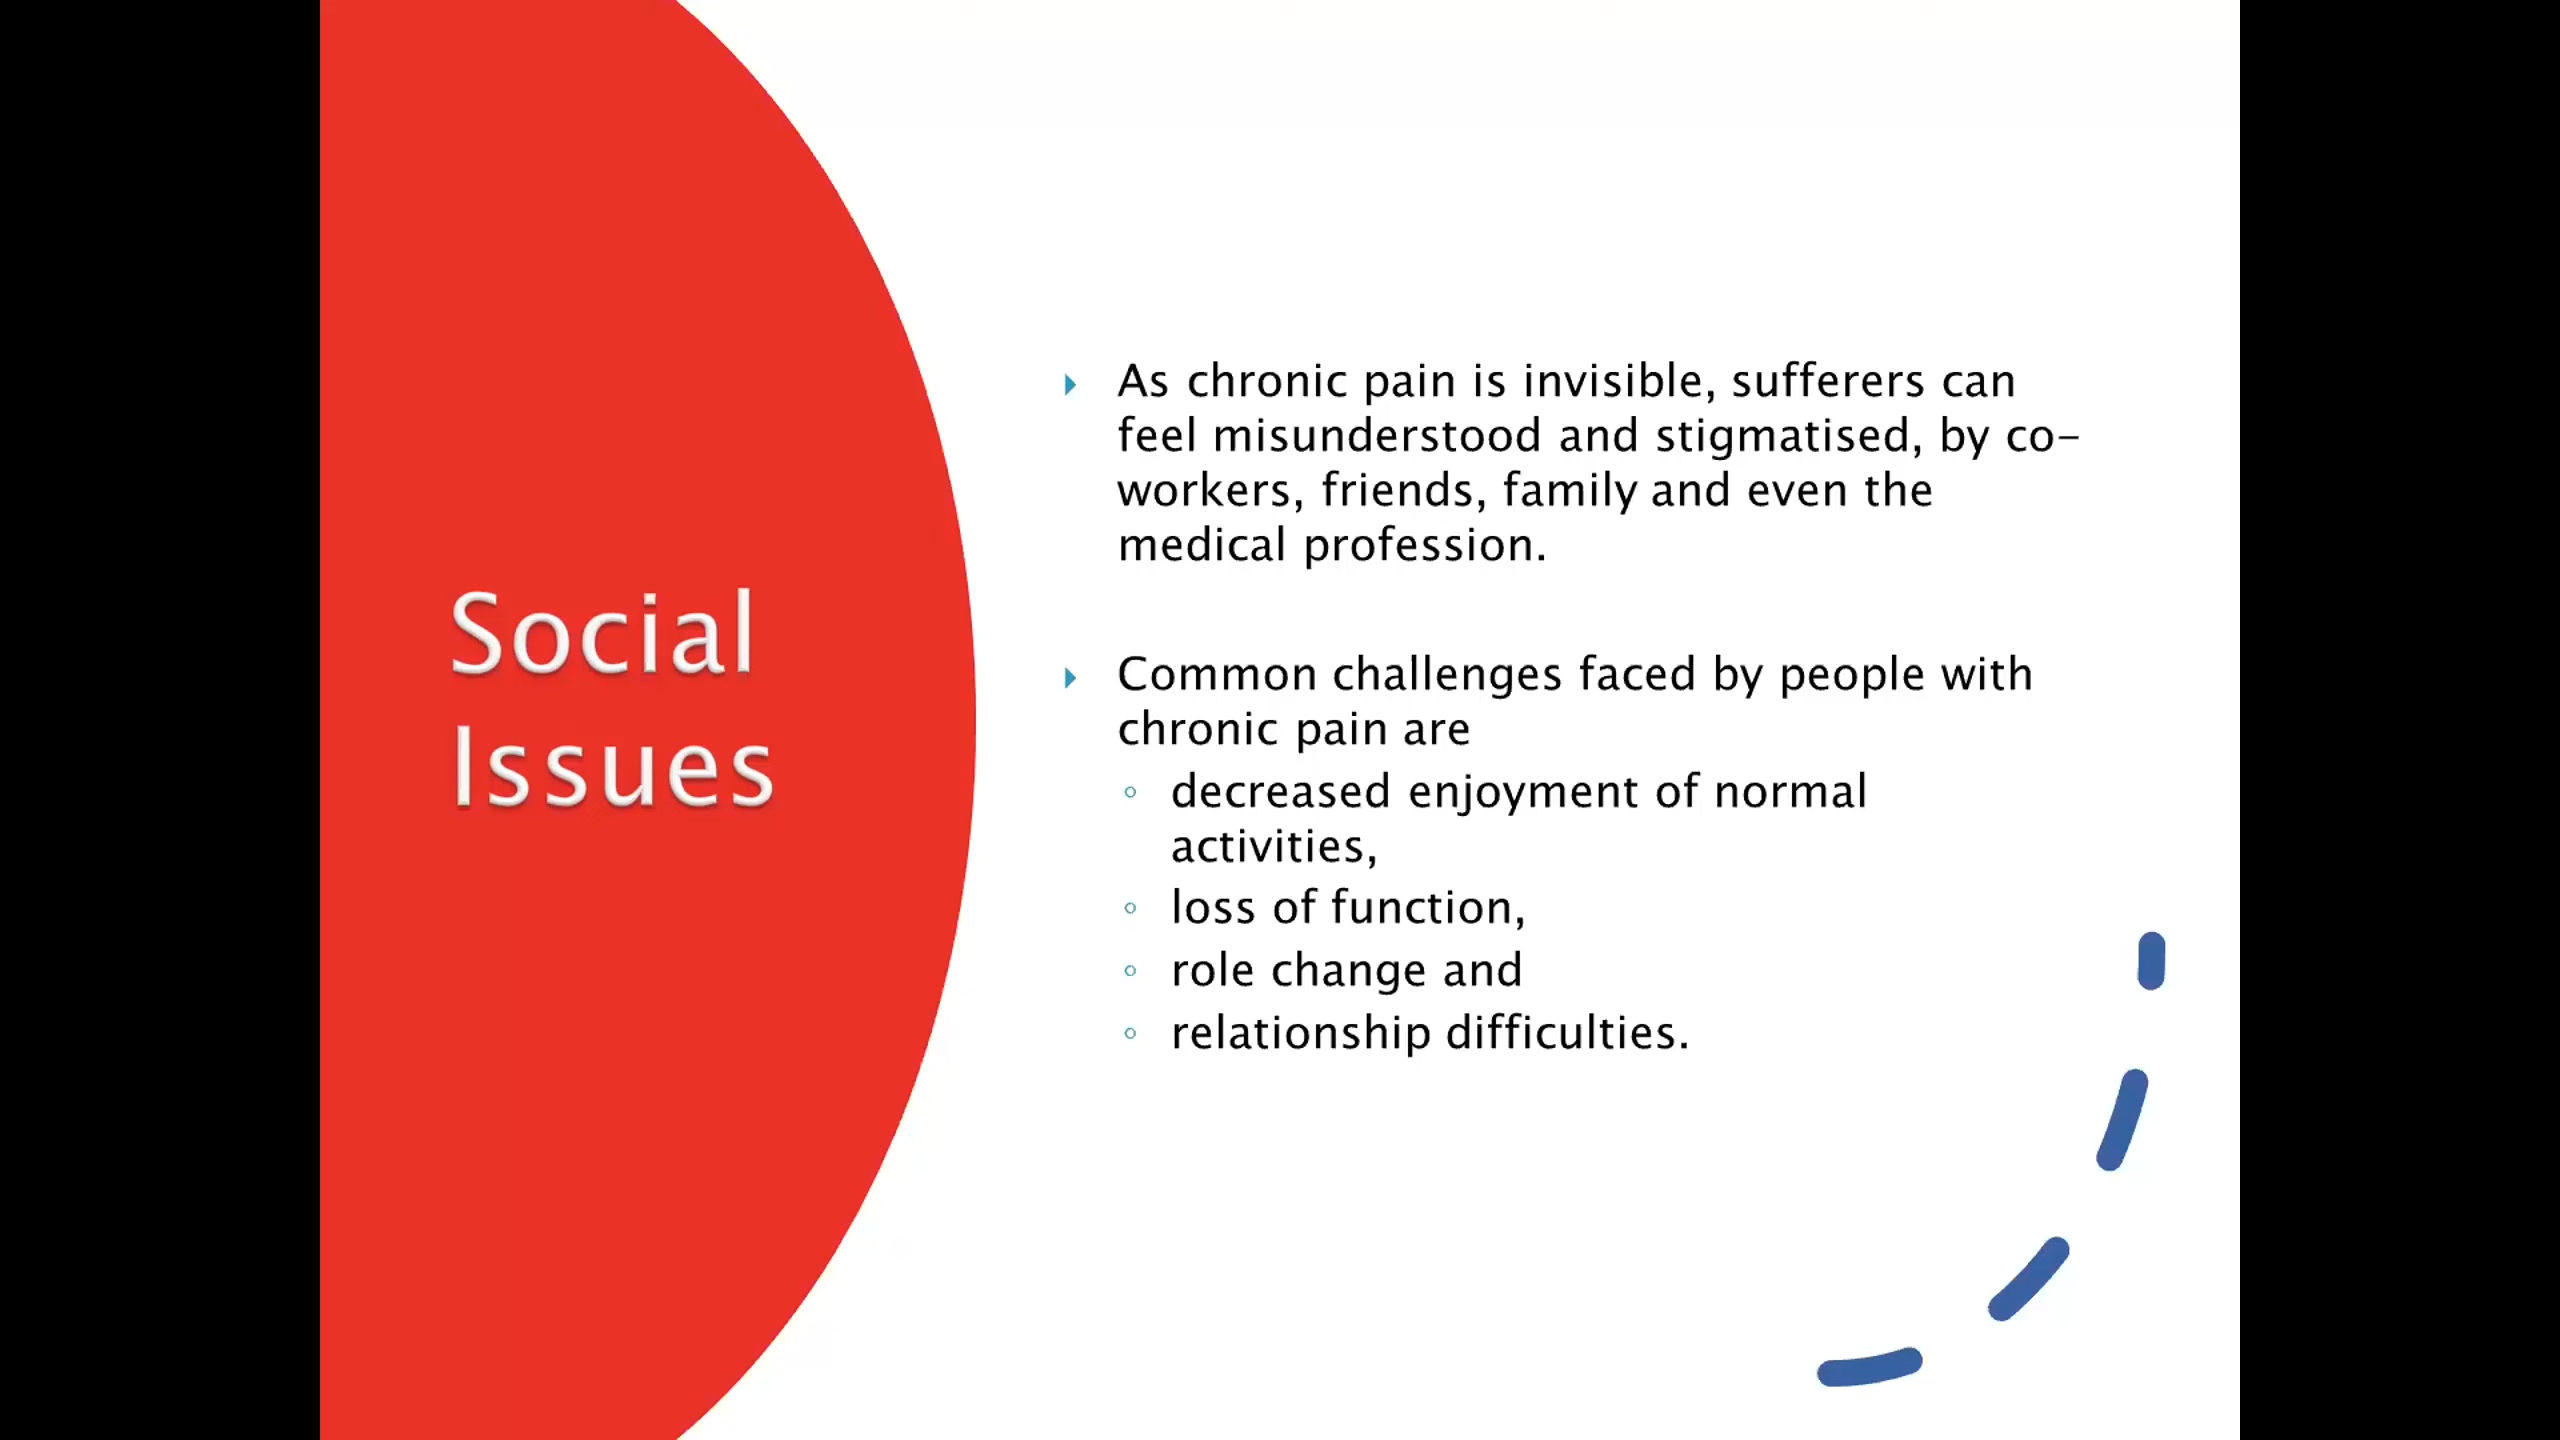 Social
Issues
As chronic pain is invisible, sufferers can
feel misunderstood and stigmatised, by co-
workers, friends, family and even the
medical profession.
Common challenges faced by people with
chronic pain are
decreased enjoyment of normal
activities,
loss of function,
role change and
relationship difficulties.